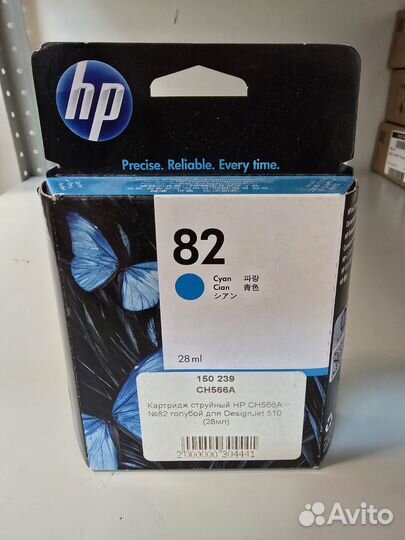 hp
Precise. Reliable. Every time.
82
Cyan 파랑
Cian 青色
シアン
28 ml
150 239
CH566A
Картридж струйный HP CH566A
№82 голубой для DesignJet 510
(28мл)
2000000304441
Avito